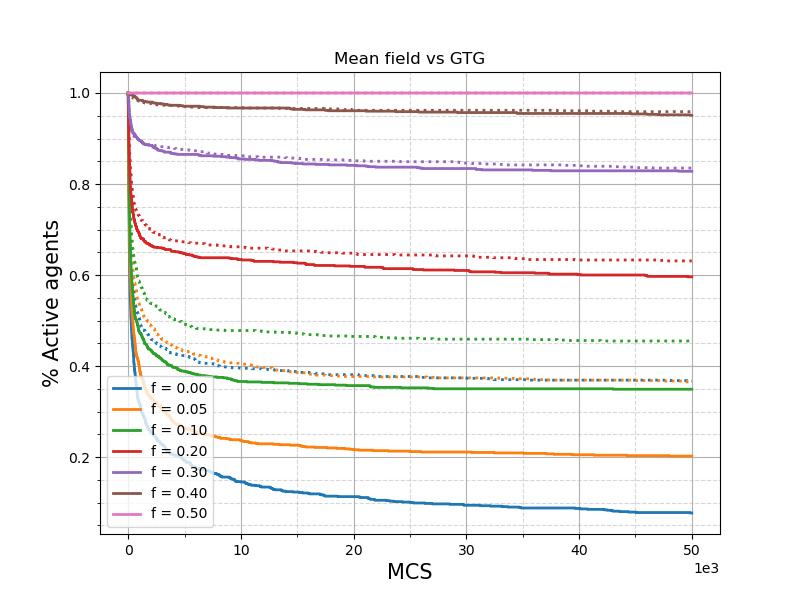 Mean field vs GTG
% Active agents
1.0
0.8
0.6
0.4
0.2
f = 0.00
f = 0.05
f = 0.10
f = 0.20
f = 0.30
f = 0.40
f = 0.50
0 10 20 30 40 50
1e3
MCS